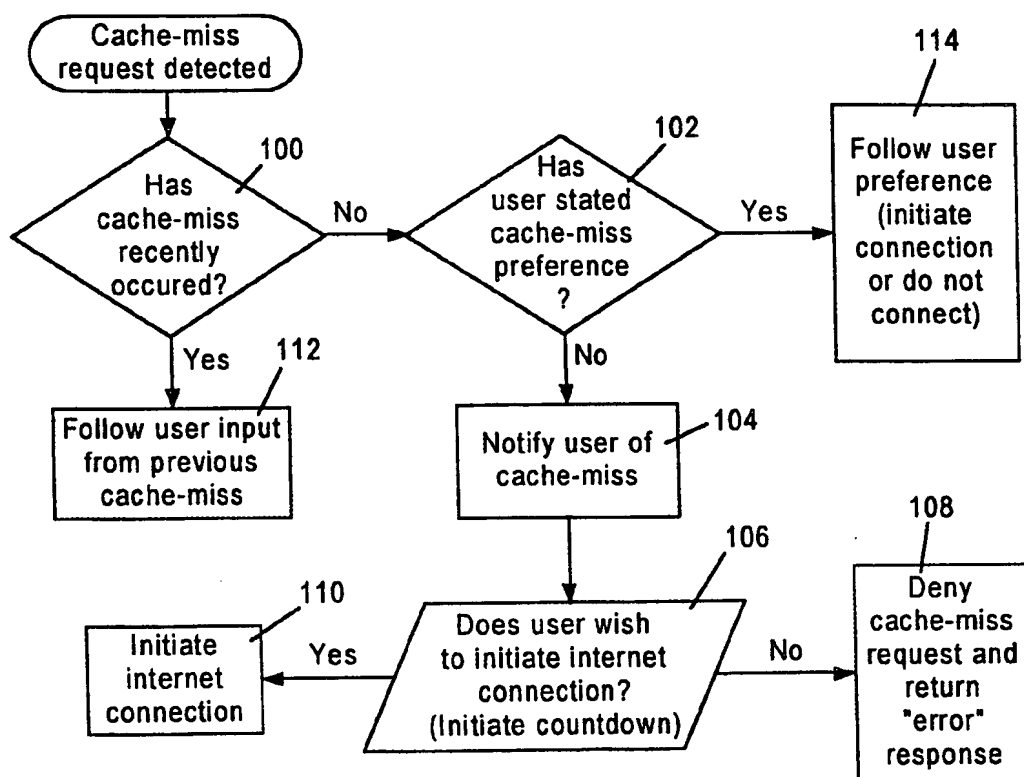 Cache-miss
request detected
100
Has
cache-miss
recently
occured?
No
Yes
112
Follow user input
from previous
cache-miss
102
Has
user stated
cache-miss
preference
?
Yes
No
114
Follow user
preference
(initiate
connection
or do not
connect)
104
Notify user of
cache-miss
106
Does user wish
to initiate internet
connection?
(Initiate countdown)
Yes
No
110
Initiate
internet
connection
108
Deny
cache-miss
request and
return
"error"
response